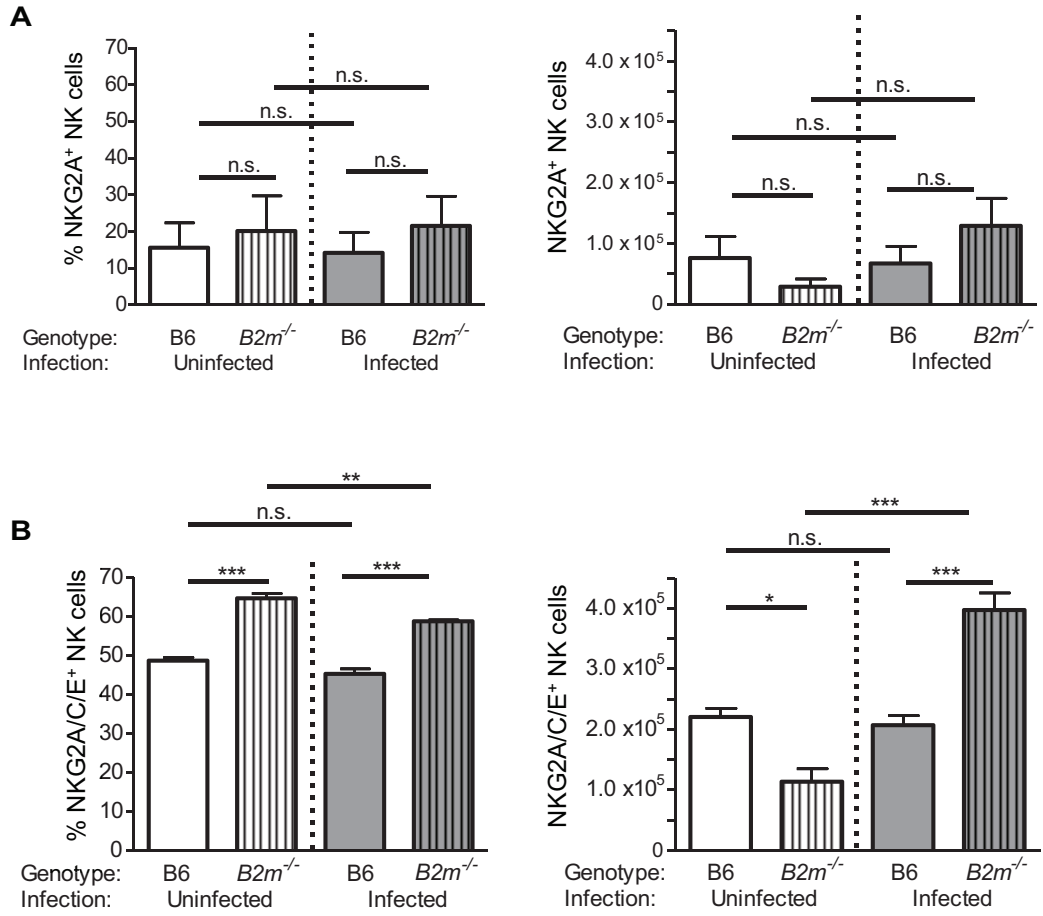 A
% NKG2A⁺ NK cells
70
60
50
40
30
20
10
0
n.s.
n.s.
n.s.
n.s.
Genotype: B6 B2m⁻/⁻ B6 B2m⁻/⁻
Infection: Uninfected Infected
NKG2A⁺ NK cells
4.0 x 10⁵
3.0 x 10⁵
2.0 x 10⁵
1.0 x 10⁵
0
n.s.
n.s.
n.s.
n.s.
Genotype: B6 B2m⁻/⁻ B6 B2m⁻/⁻
Infection: Uninfected Infected
B
% NKG2A/C/E⁺ NK cells
70
60
50
40
30
20
10
0
**
n.s.
***
***
Genotype: B6 B2m⁻/⁻ B6 B2m⁻/⁻
Infection: Uninfected Infected
NKG2A/C/E⁺ NK cells
4.0 x10⁵
3.0 x10⁵
2.0 x10⁵
1.0 x10⁵
0
***
n.s.
*
***
Genotype: B6 B2m⁻/⁻ B6 B2m⁻/⁻
Infection: Uninfected Infected